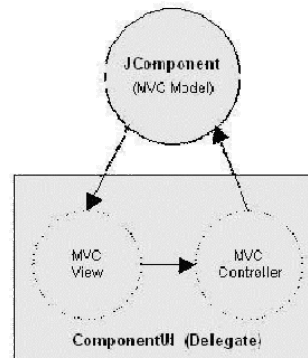 JComponent
(MVC Model)
MVC
View
MVC
Controller
ComponentUI (Delegate)